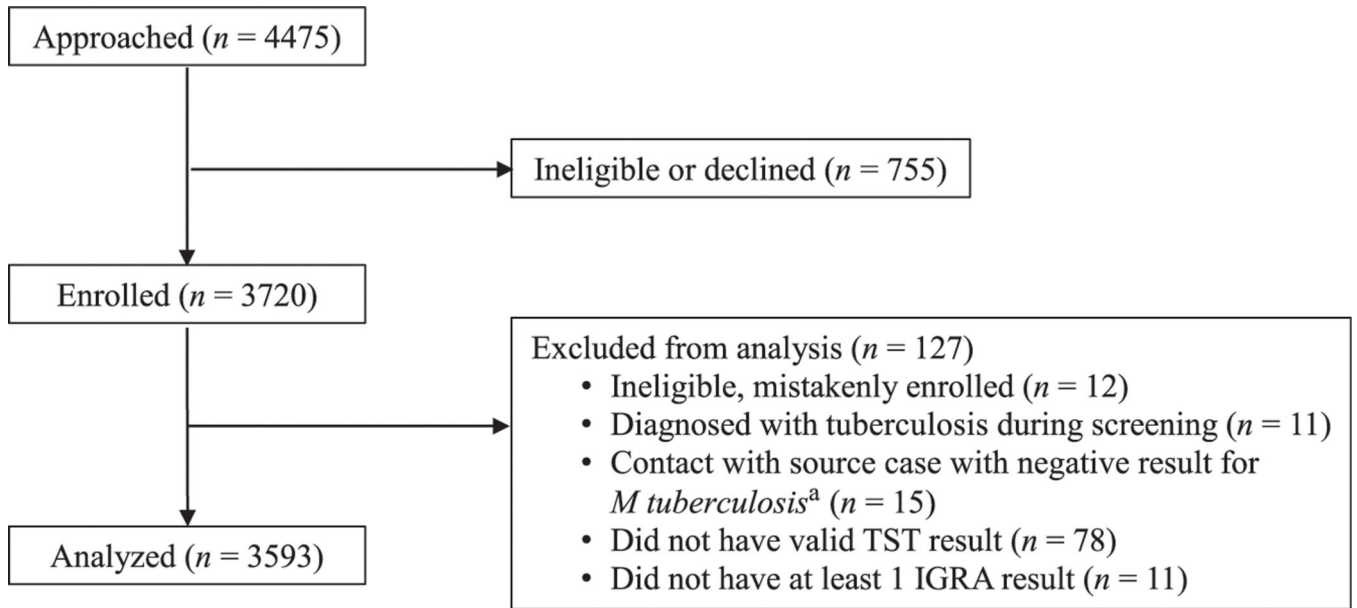 Approached (n = 4475)
Ineligible or declined (n = 755)
Enrolled (n = 3720)
Excluded from analysis (n = 127)
• Ineligible, mistakenly enrolled (n = 12)
• Diagnosed with tuberculosis during screening (n = 11)
• Contact with source case with negative result for
M tuberculosisᵃ (n = 15)
• Did not have valid TST result (n = 78)
• Did not have at least 1 IGRA result (n = 11)
Analyzed (n = 3593)